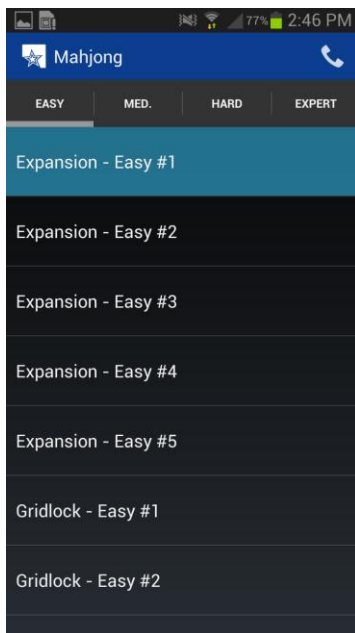 77% 2:46 PM
Mahjong
EASY MED. HARD EXPERT
Expansion - Easy #1
Expansion - Easy #2
Expansion - Easy #3
Expansion - Easy #4
Expansion - Easy #5
Gridlock - Easy #1
Gridlock - Easy #2